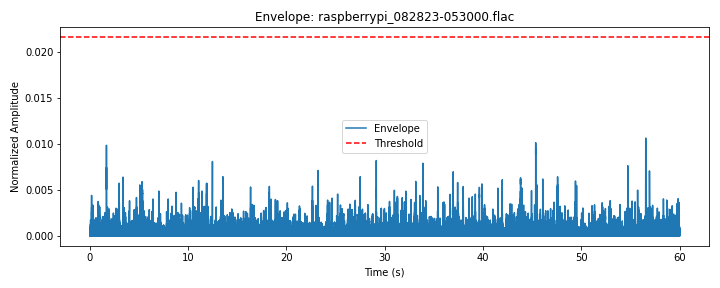 Envelope: raspberrypi_082823-053000.flac
Normalized Amplitude
0.020
0.015
0.010
0.005
0.000
Envelope
Threshold
0
10
20
30
40
50
60
Time (s)